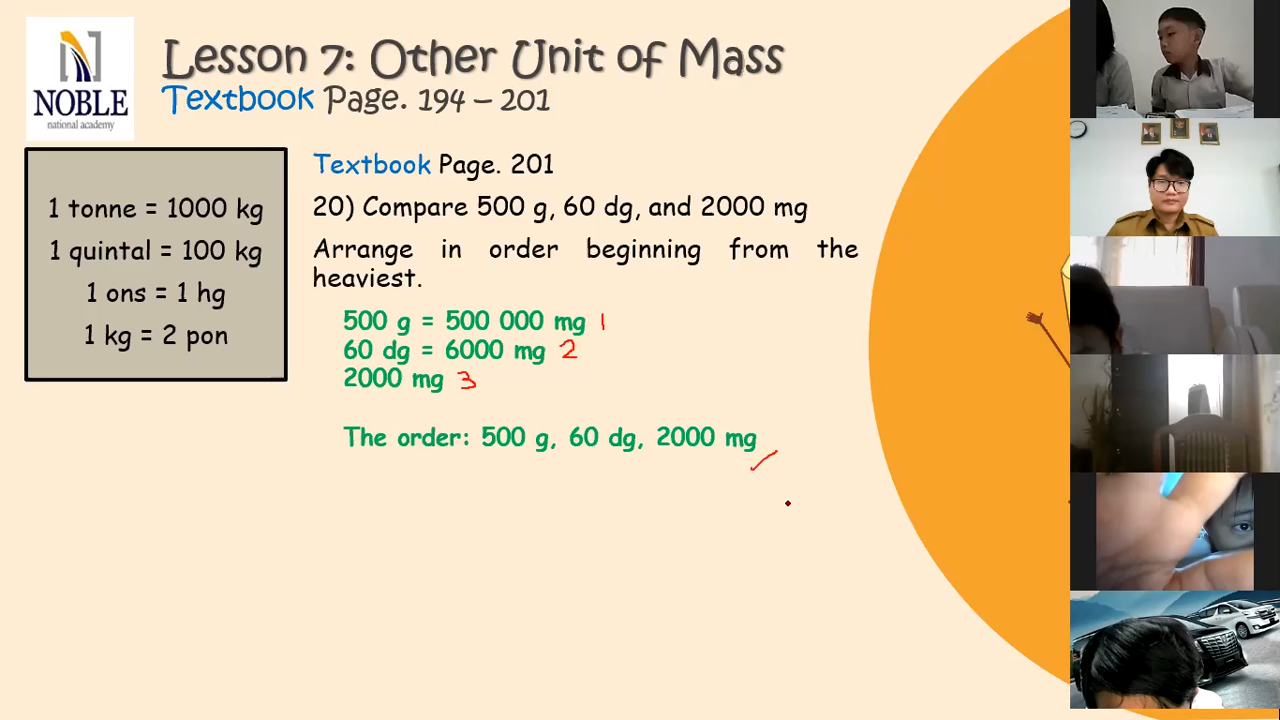 NOBLE
national academy
Lesson 7: Other Unit of Mass
Textbook Page. 194 – 201
1 tonne = 1000 kg
1 quintal = 100 kg
1 ons = 1 hg
1 kg = 2 pon
Textbook Page. 201
20) Compare 500 g, 60 dg, and 2000 mg
Arrange in order beginning from the
heaviest.
500 g = 500 000 mg 1
60 dg = 6000 mg 2
2000 mg 3
The order: 500 g, 60 dg, 2000 mg